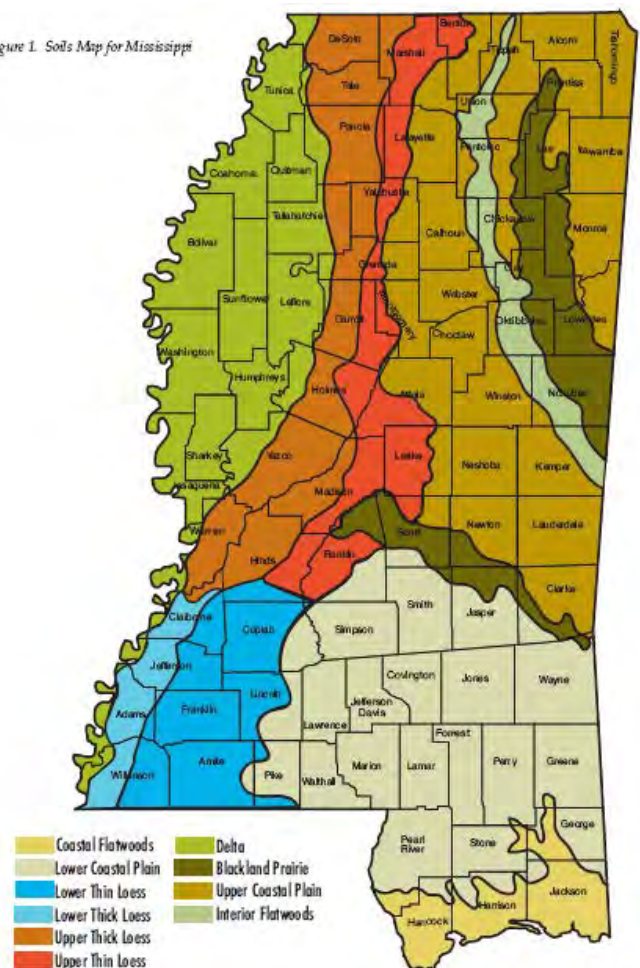 gure 1. Soils Map for Mississippi
DeSoto
Marshall
Benton
Tippah
Alcorn
Tishomingo
Tunica
Tate
Union
Prentiss
Panola
Lafayette
Pontotoc
Lee
Itawamba
Coahoma
Quitman
Yalobusha
Tallahatchie
Calhoun
Chickasaw
Monroe
Bolivar
Grenada
Clay
Sunflower
Leflore
Carroll
Montgomery
Webster
Choctaw
Oktibbeha
Lowndes
Washington
Humphreys
Holmes
Attala
Winston
Noxubee
Sharkey
Yazoo
Leake
Neshoba
Kemper
Issaquena
Madison
Warren
Scott
Newton
Lauderdale
Hinds
Rankin
Clarke
Claiborne
Copiah
Simpson
Smith
Jasper
Jefferson
Covington
Jones
Wayne
Adams
Franklin
Lincoln
Lawrence
Jefferson
Davis
Forrest
Wilkinson
Amite
Pike
Walthall
Marion
Lamar
Perry
Greene
George
Pearl
River
Stone
Jackson
Harrison
Hancock
Coastal Flatwoods
Lower Coastal Plain
Lower Thin Loess
Lower Thick Loess
Upper Thick Loess
Upper Thin Loess
Delta
Blackland Prairie
Upper Coastal Plain
Interior Flatwoods